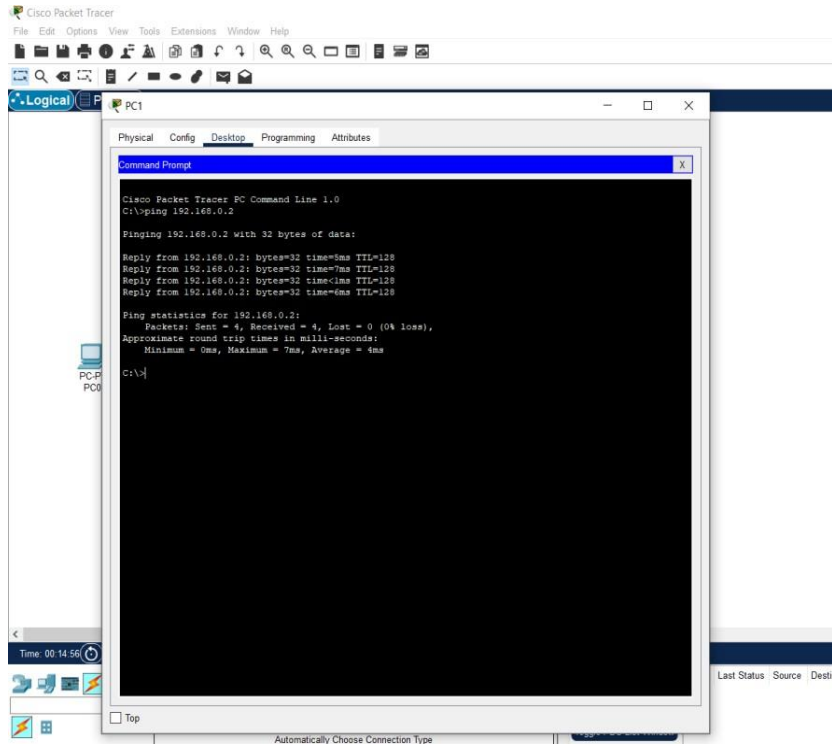 Cisco Packet Tracer
File Edit Options View Tools Extensions Window Help
Logical P
PC1
Physical Config Desktop Programming Attributes
Command Prompt X
Cisco Packet Tracer PC Command Line 1.0
C:\>ping 192.168.0.2
Pinging 192.168.0.2 with 32 bytes of data:
Reply from 192.168.0.2: bytes=32 time=5ms TTL=128
Reply from 192.168.0.2: bytes=32 time=7ms TTL=128
Reply from 192.168.0.2: bytes=32 time<1ms TTL=128
Reply from 192.168.0.2: bytes=32 time=6ms TTL=128
Ping statistics for 192.168.0.2:
Packets: Sent = 4, Received = 4, Lost = 0 (0% loss),
Approximate round trip times in milli-seconds:
Minimum = 0ms, Maximum = 7ms, Average = 4ms
C:\>
PC-P
PC0
Time: 00:14:56
Last Status Source Desti
Top
Automatically Choose Connection Type